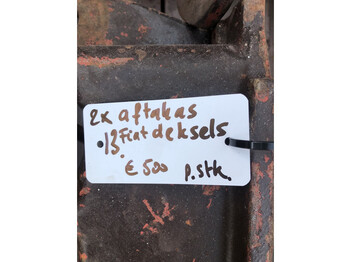 2x aftakas
13. Fiat deksels
€500 p.stk.